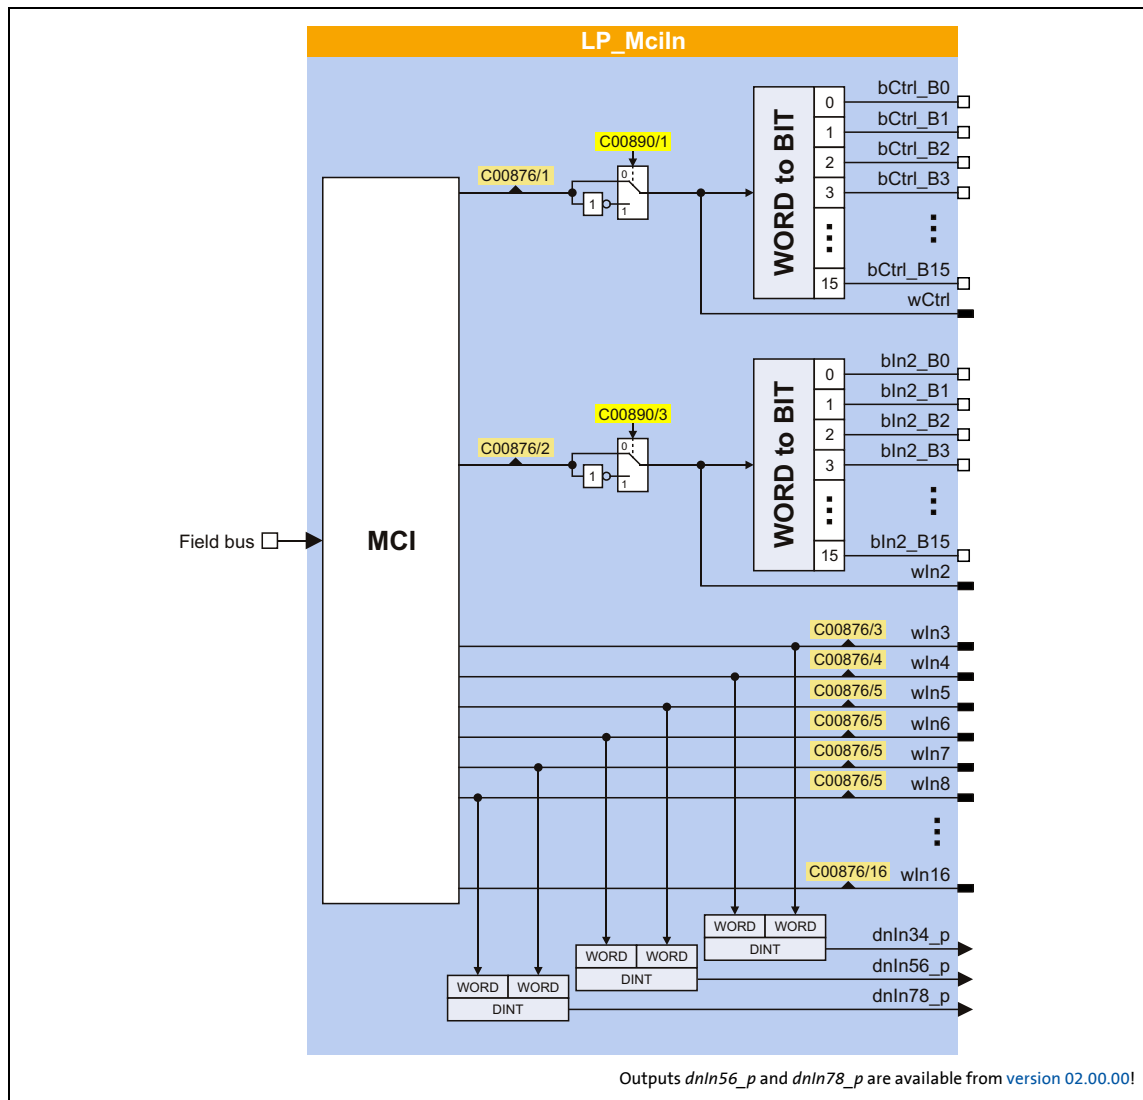 LP_MciIn
bCtrl_B0
0
bCtrl_B1
1
C00890/1
bCtrl_B2
2
C00876/1
0
bCtrl_B3
3
1
1
WORD to BIT
bCtrl_B15
15
wCtrl
bIn2_B0
0
bIn2_B1
1
C00890/3
bIn2_B2
2
C00876/2
0
bIn2_B3
3
1
1
WORD to BIT
Field bus
MCI
bIn2_B15
15
wIn2
C00876/3 wIn3
C00876/4 wIn4
C00876/5 wIn5
C00876/5 wIn6
C00876/5 wIn7
C00876/5 wIn8
C00876/16 wIn16
WORD WORD
DINT
dnIn34_p
WORD WORD
DINT
dnIn56_p
WORD WORD
DINT
dnIn78_p
Outputs dnIn56_p and dnIn78_p are available from version 02.00.00!